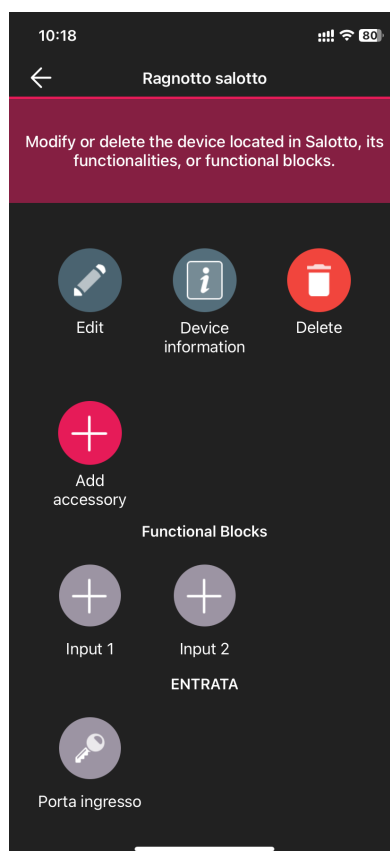 10:18
80
Ragnotto salotto
Modify or delete the device located in Salotto, its
functionalities, or functional blocks.
Edit
Device
information
Delete
Add
accessory
Functional Blocks
Input 1
Input 2
ENTRATA
Porta ingresso